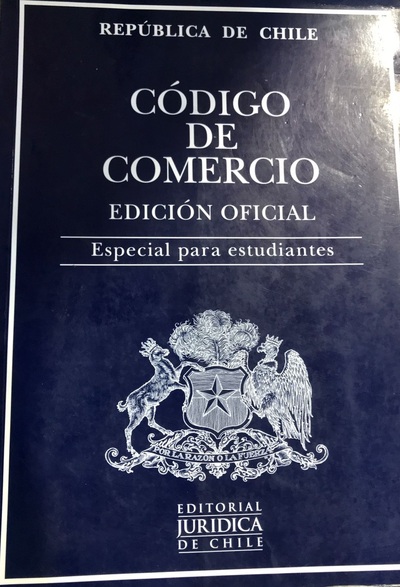 REPÚBLICA DE CHILE
CÓDIGO
DE
COMERCIO
EDICIÓN OFICIAL
Especial para estudiantes
POR LA RAZÓN O LA FUERZA
EDITORIAL
JURIDICA
DE CHILE